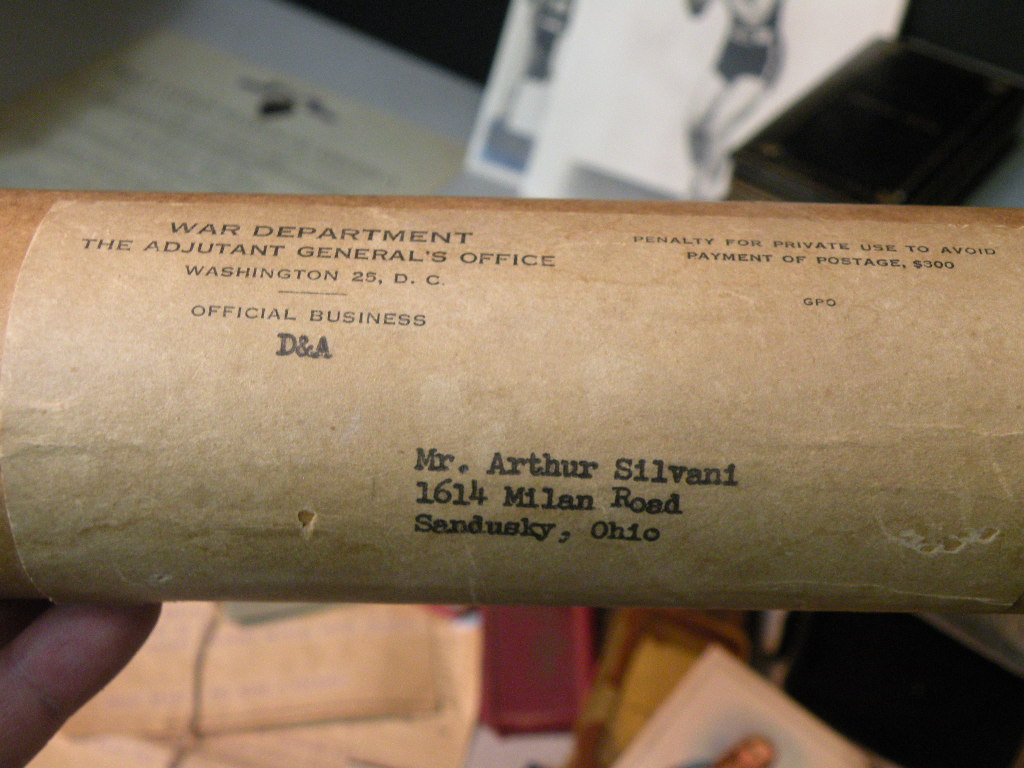 WAR DEPARTMENT
THE ADJUTANT GENERAL'S OFFICE
WASHINGTON 25, D. C.
OFFICIAL BUSINESS
D&A
PENALTY FOR PRIVATE USE TO AVOID
PAYMENT OF POSTAGE, $300
GPO
Mr. Arthur Silvani
1614 Milan Road
Sandusky, Ohio